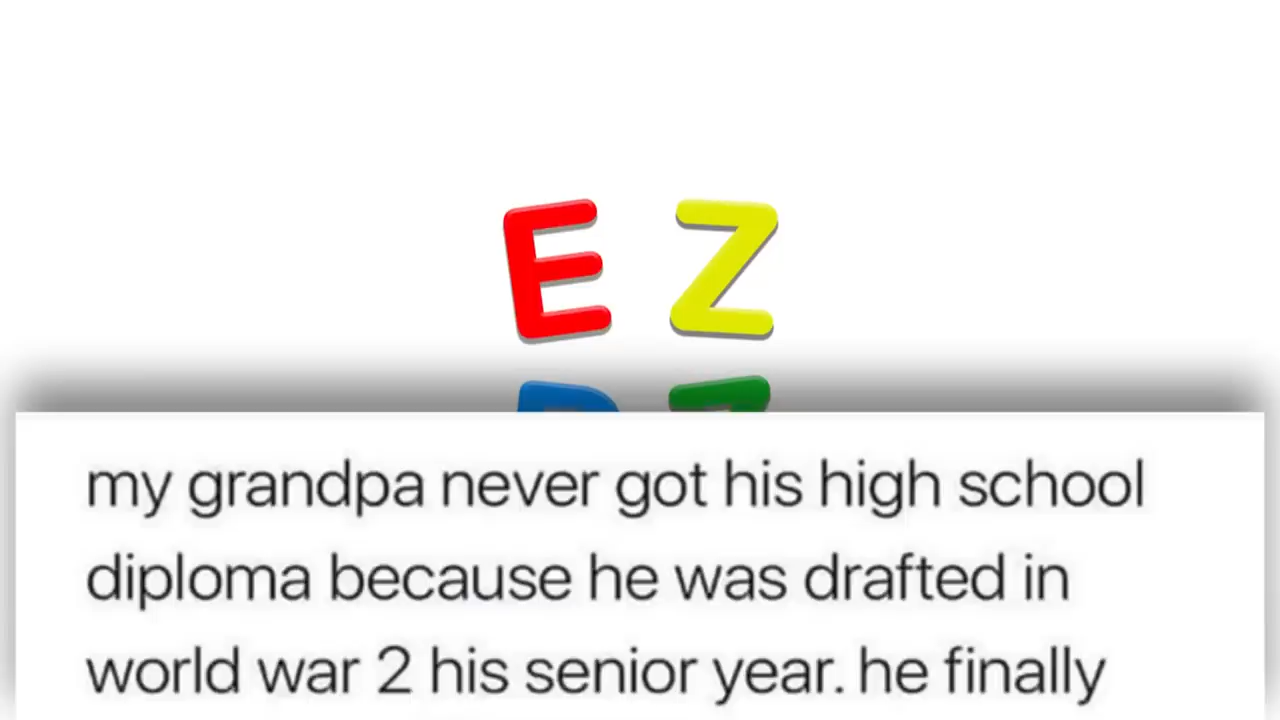 E Z
my grandpa never got his high school
diploma because he was drafted in
world war 2 his senior year. he finally